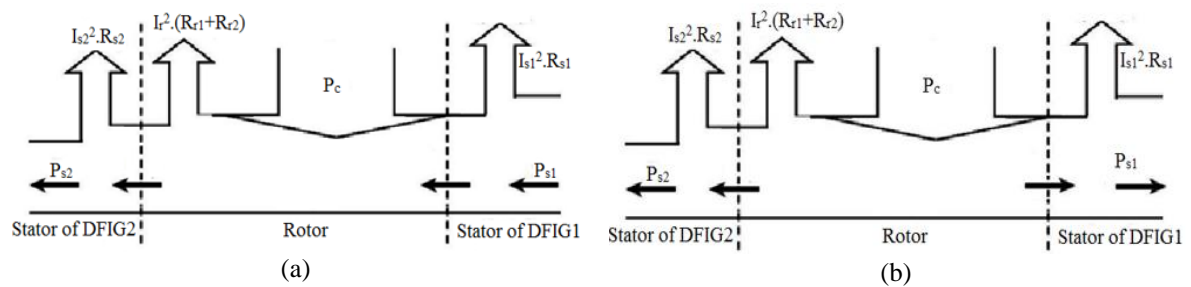 Is2².Rs2
Ir².(Rr1+Rr2)
Pc
Is1².Rs1
Ps2
Ps1
Stator of DFIG2
Rotor
Stator of DFIG1
(a)
Is2².Rs2
Ir².(Rr1+Rr2)
Pc
Is1².Rs1
Ps2
Ps1
Stator of DFIG2
Rotor
Stator of DFIG1
(b)